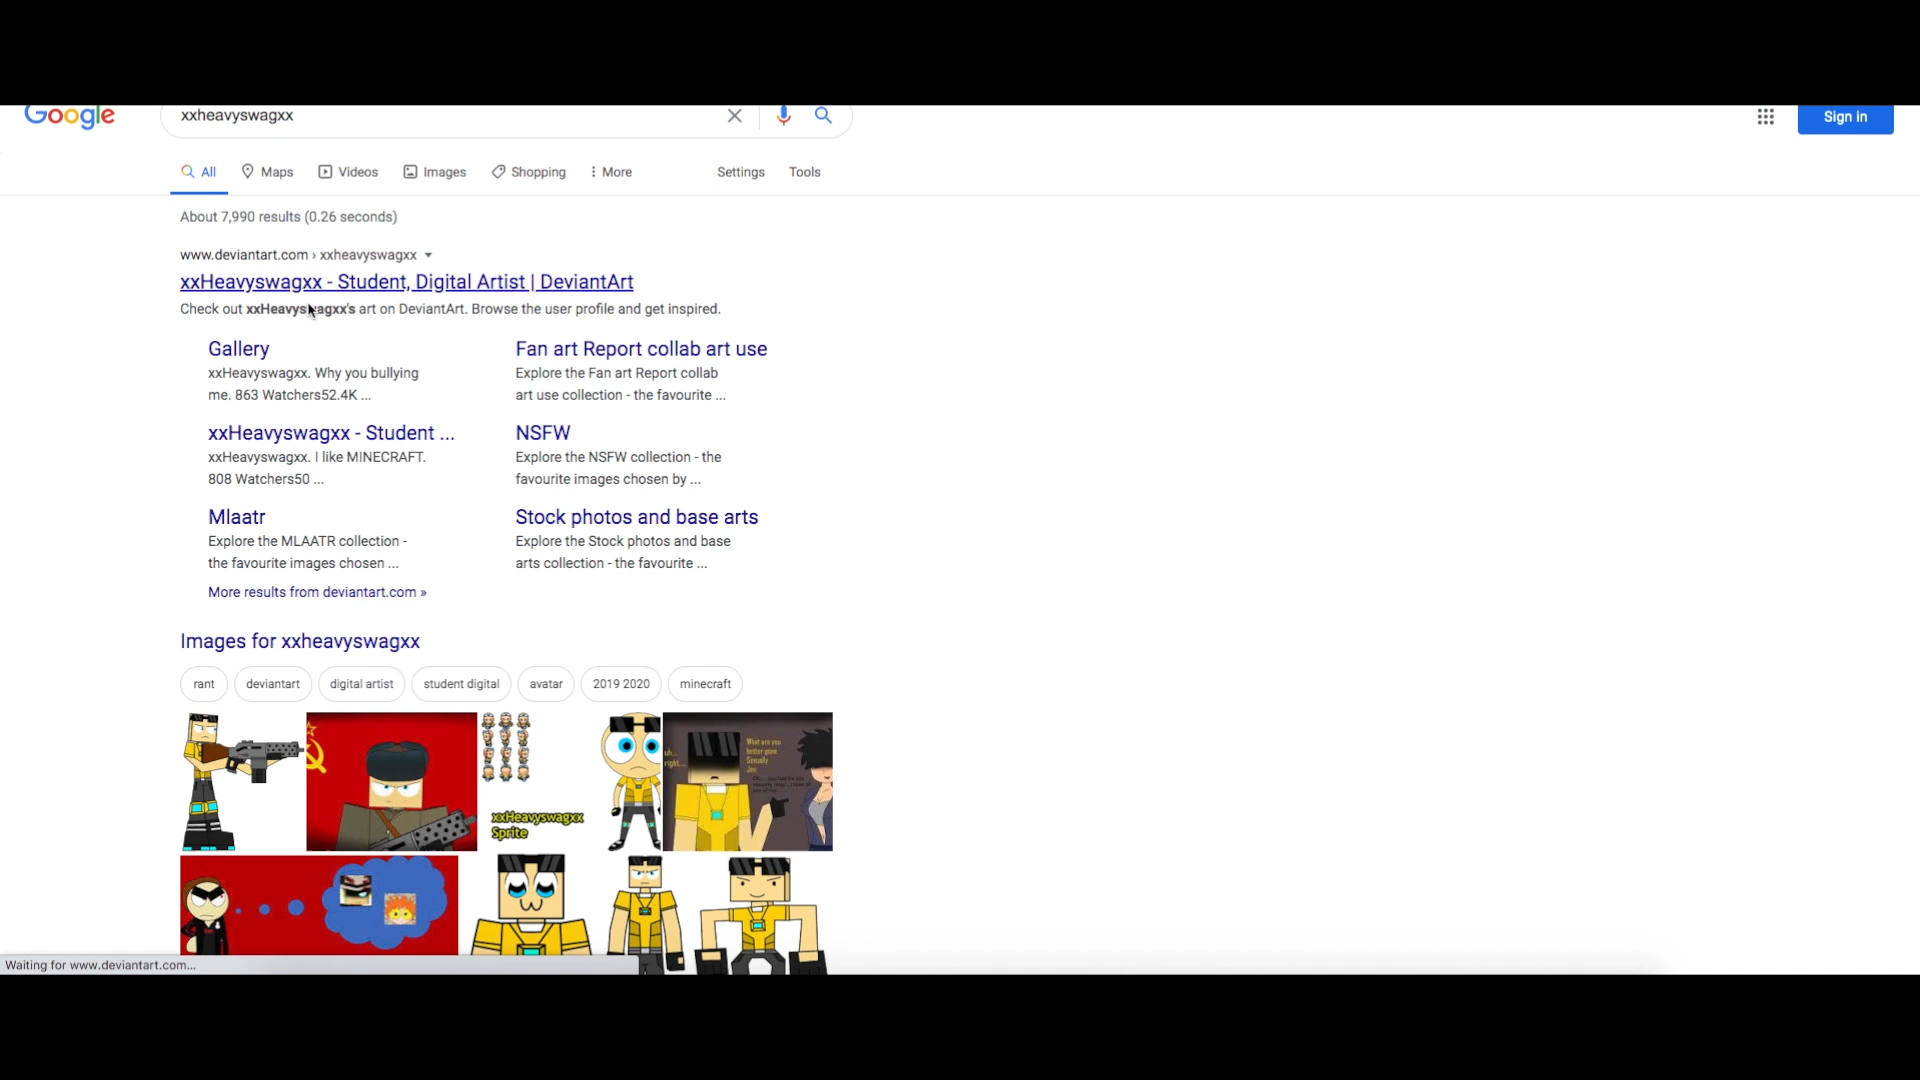 Google
xxheavyswagxx
Sign in
All Maps Videos Images Shopping More Settings Tools
About 7,990 results (0.26 seconds)
www.deviantart.com › xxheavyswagxx
xxHeavyswagxx - Student, Digital Artist | DeviantArt
Check out xxHeavyswagxx's art on DeviantArt. Browse the user profile and get inspired.
Gallery
xxHeavyswagxx. Why you bullying
me. 863 Watchers52.4K ...
Fan art Report collab art use
Explore the Fan art Report collab
art use collection - the favourite ...
xxHeavyswagxx - Student ...
xxHeavyswagxx. I like MINECRAFT.
808 Watchers50 ...
NSFW
Explore the NSFW collection - the
favourite images chosen by ...
Mlaatr
Explore the MLAATR collection -
the favourite images chosen ...
Stock photos and base arts
Explore the Stock photos and base
arts collection - the favourite ...
More results from deviantart.com »
Images for xxheavyswagxx
rant deviantart digital artist student digital avatar 2019 2020 minecraft
xxHeavyswagxx
Sprite
What are you
right....
Waiting for www.deviantart.com...